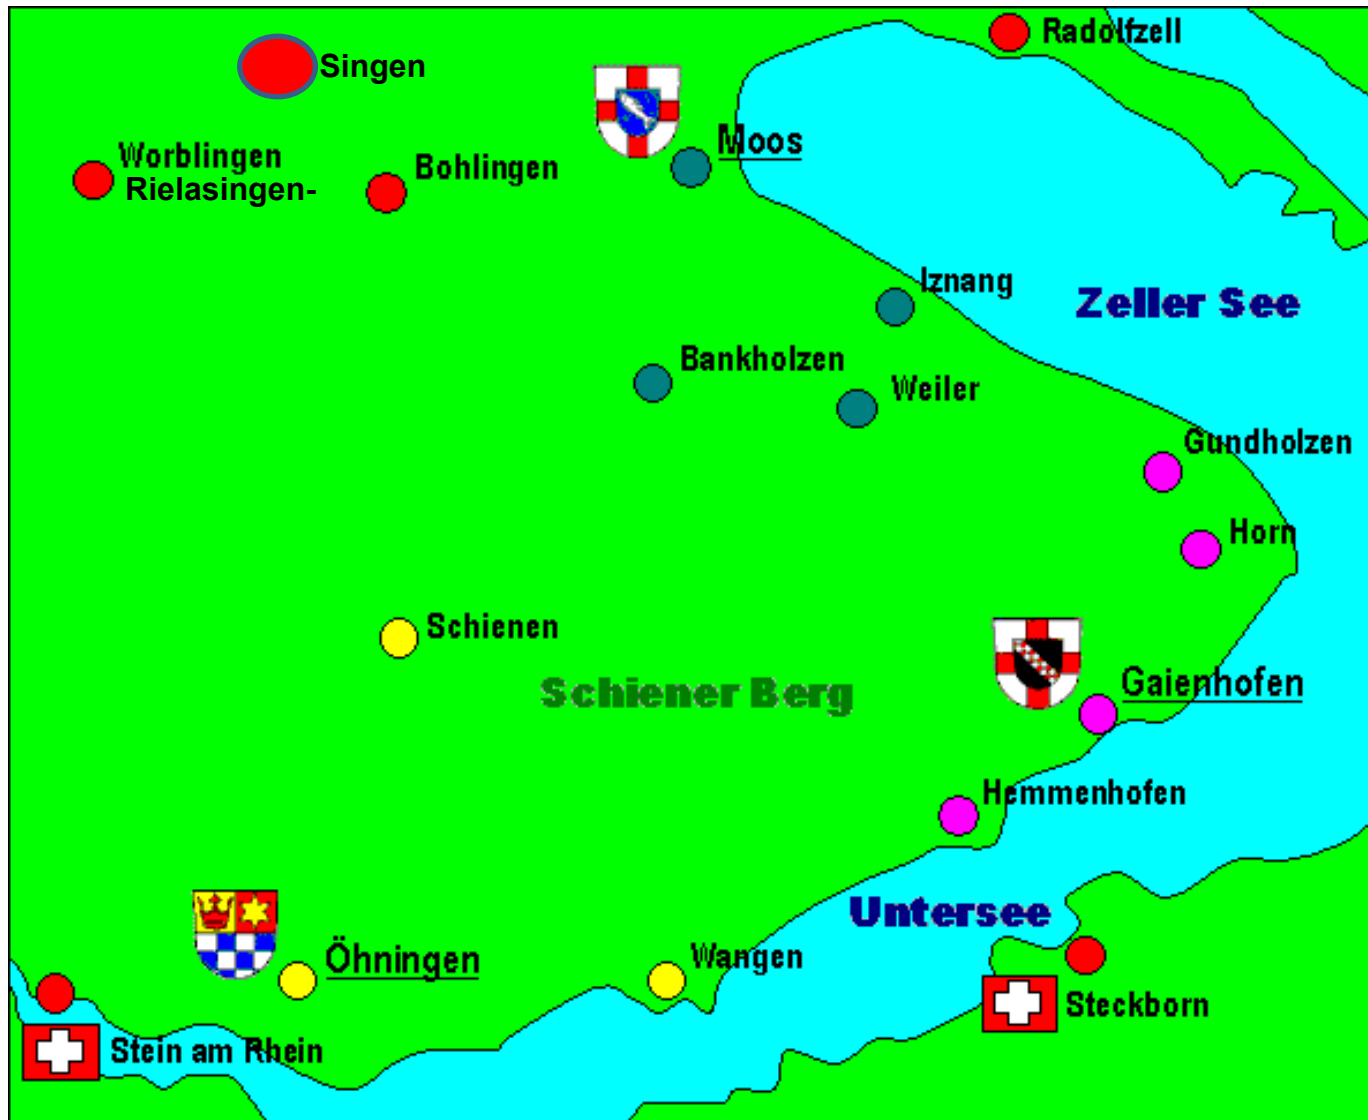 Radolfzell
Singen
Moos
Worblingen
Rielasingen-
Bohlingen
Iznang
Zeller See
Bankholzen
Weiler
Gundholzen
Horn
Schienen
Schiener Berg
Gaienhofen
Hemmenhofen
Untersee
Öhningen
Wangen
Steckborn
Stein am Rhein